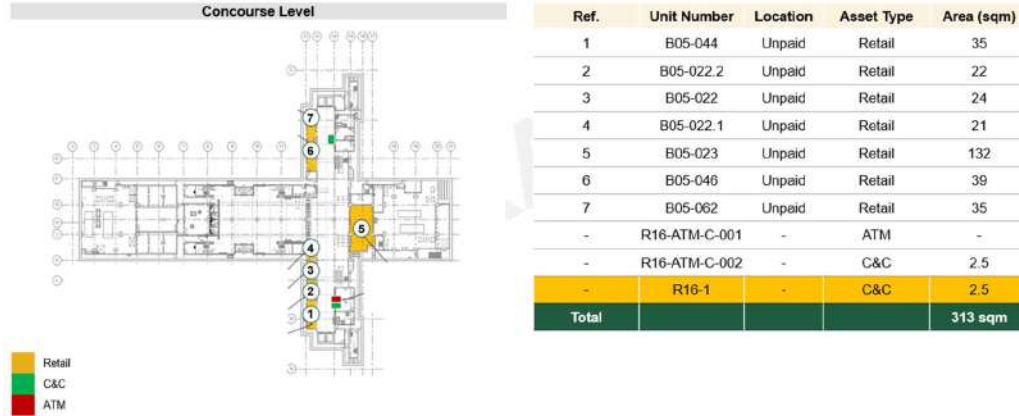 Concourse Level
7
6
5
4
3
2
1
Retail
C&C
ATM
Ref. Unit Number Location Asset Type Area (sqm)
1 B05-044 Unpaid Retail 35
2 B05-022.2 Unpaid Retail 22
3 B05-022 Unpaid Retail 24
4 B05-022.1 Unpaid Retail 21
5 B05-023 Unpaid Retail 132
6 B05-046 Unpaid Retail 39
7 B05-062 Unpaid Retail 35
- R16-ATM-C-001 - ATM -
- R16-ATM-C-002 - C&C 2.5
- R16-1 - C&C 2.5
Total 313 sqm